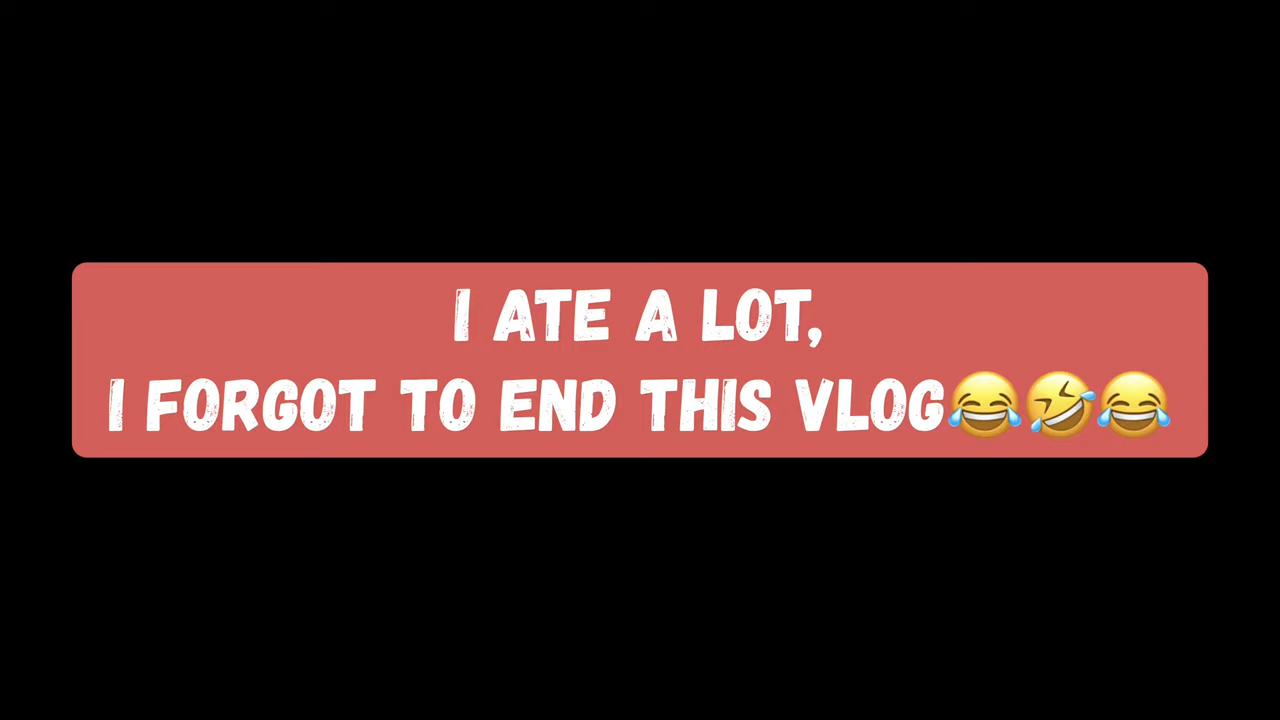 I ATE A LOT,
I FORGOT TO END THIS VLOG😂🤣😂